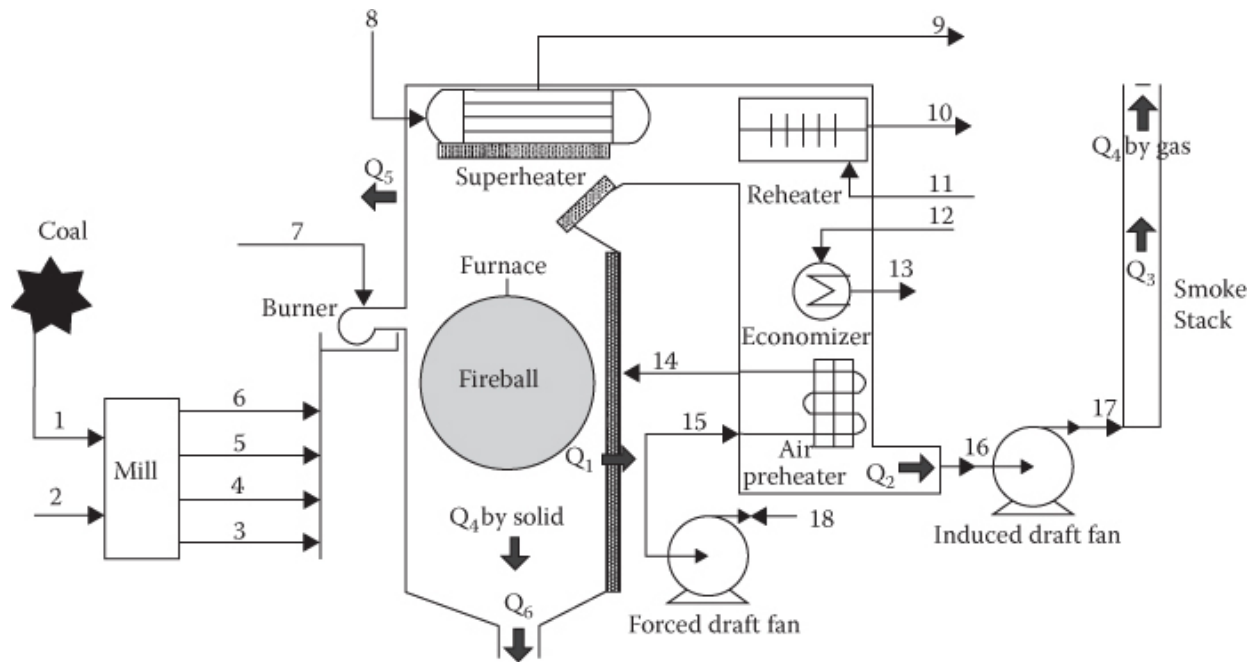 8
9
10
Q4 by gas
Q5
Superheater
Reheater
11
12
Coal
7
Furnace
13
Q3
Smoke
Stack
Burner
Economizer
Fireball
14
6
1
5
15
17
Mill
Q1
Air
preheater
Q2
16
2
4
3
Q4 by solid
18
Induced draft fan
Q6
Forced draft fan